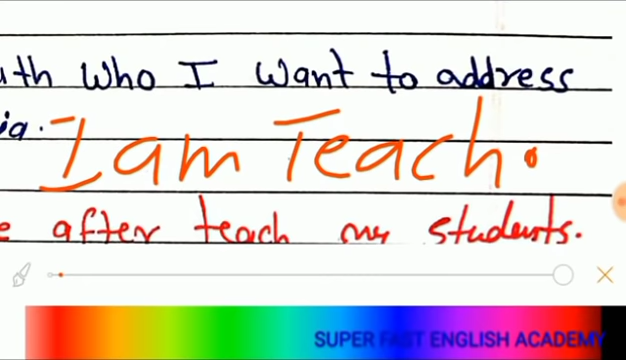 uth who I want to address
ia.
I am Teach.
e after teach my students.
SUPER FAST ENGLISH ACADEMY